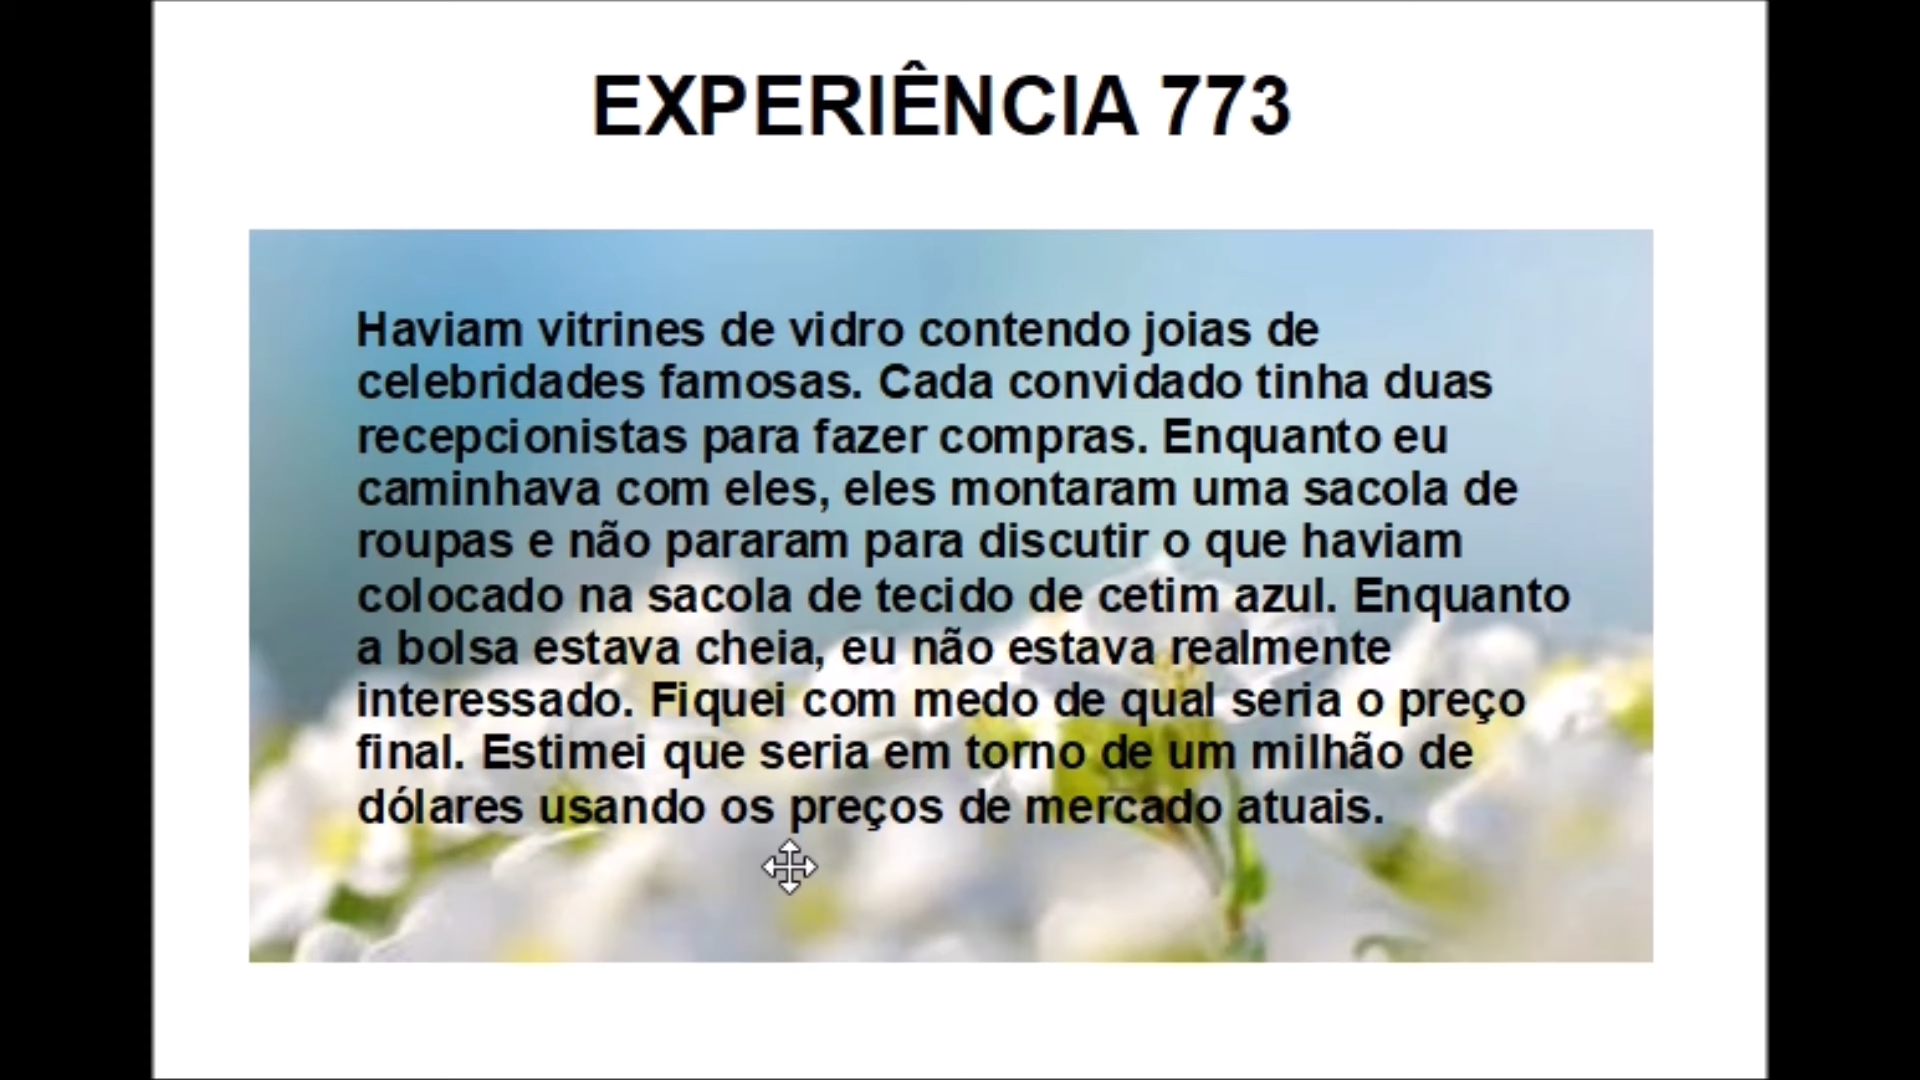 EXPERIÊNCIA 773
Haviam vitrines de vidro contendo joias de
celebridades famosas. Cada convidado tinha duas
recepcionistas para fazer compras. Enquanto eu
caminhava com eles, eles montaram uma sacola de
roupas e não pararam para discutir o que haviam
colocado na sacola de tecido de cetim azul. Enquanto
a bolsa estava cheia, eu não estava realmente
interessado. Fiquei com medo de qual seria o preço
final. Estimei que seria em torno de um milhão de
dólares usando os preços de mercado atuais.